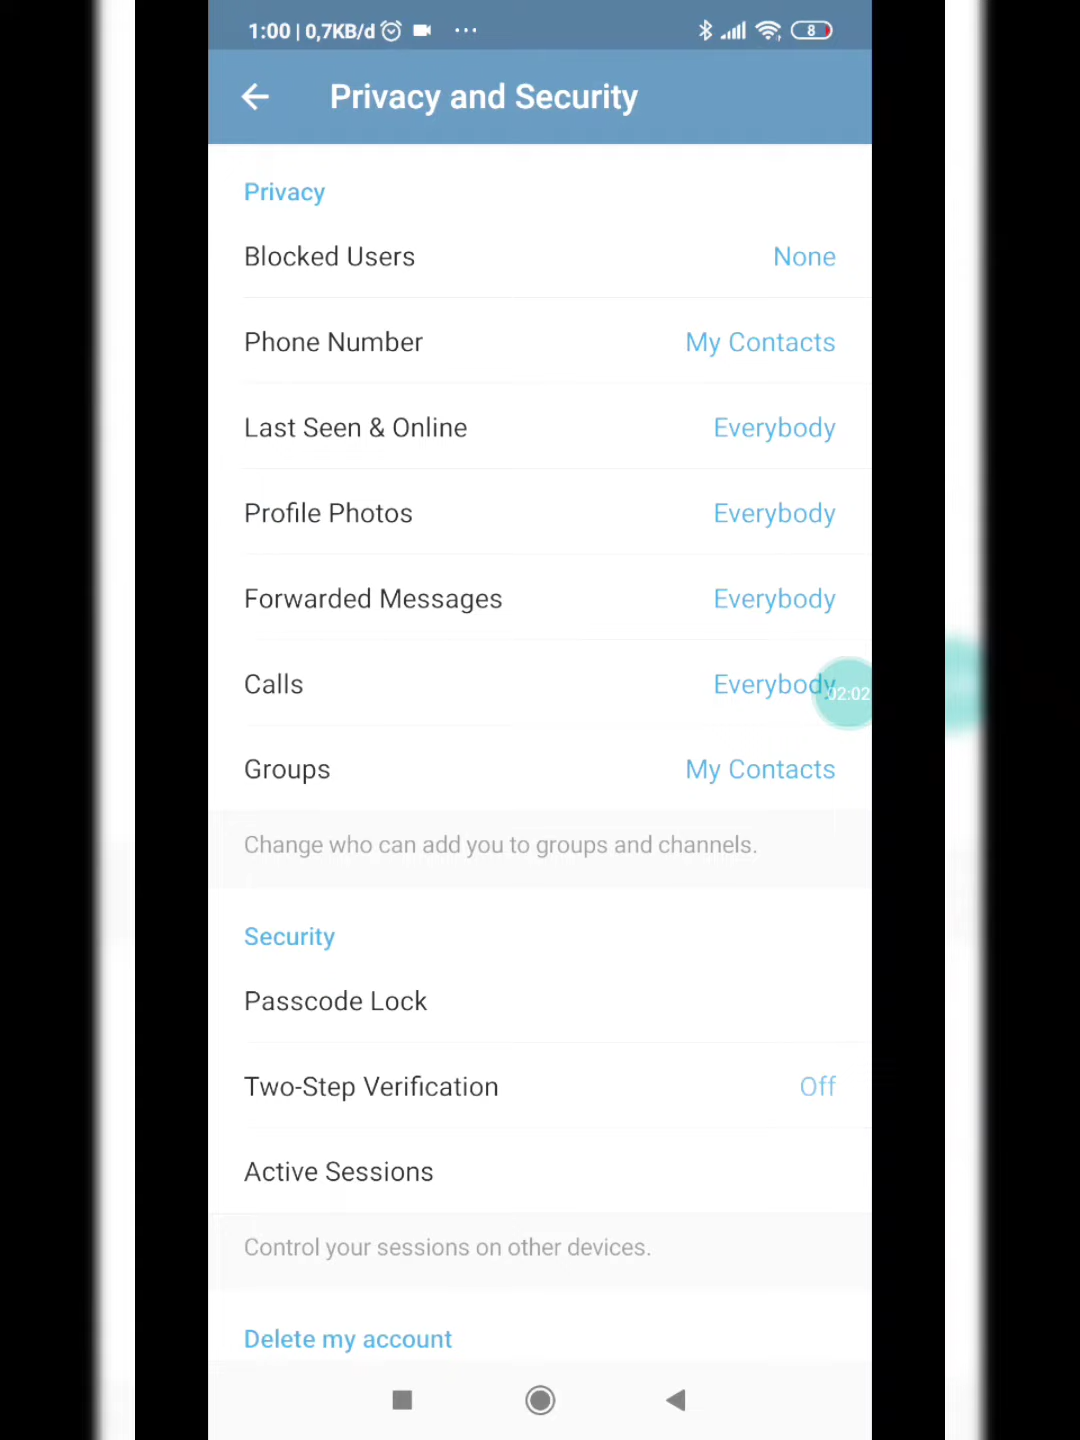 1:00 | 0,7KB/d ... 8
Privacy and Security
Privacy
Blocked Users None
Phone Number My Contacts
Last Seen & Online Everybody
Profile Photos Everybody
Forwarded Messages Everybody
Calls Everybody 02:02
Groups My Contacts
Change who can add you to groups and channels.
Security
Passcode Lock
Two-Step Verification Off
Active Sessions
Control your sessions on other devices.
Delete my account